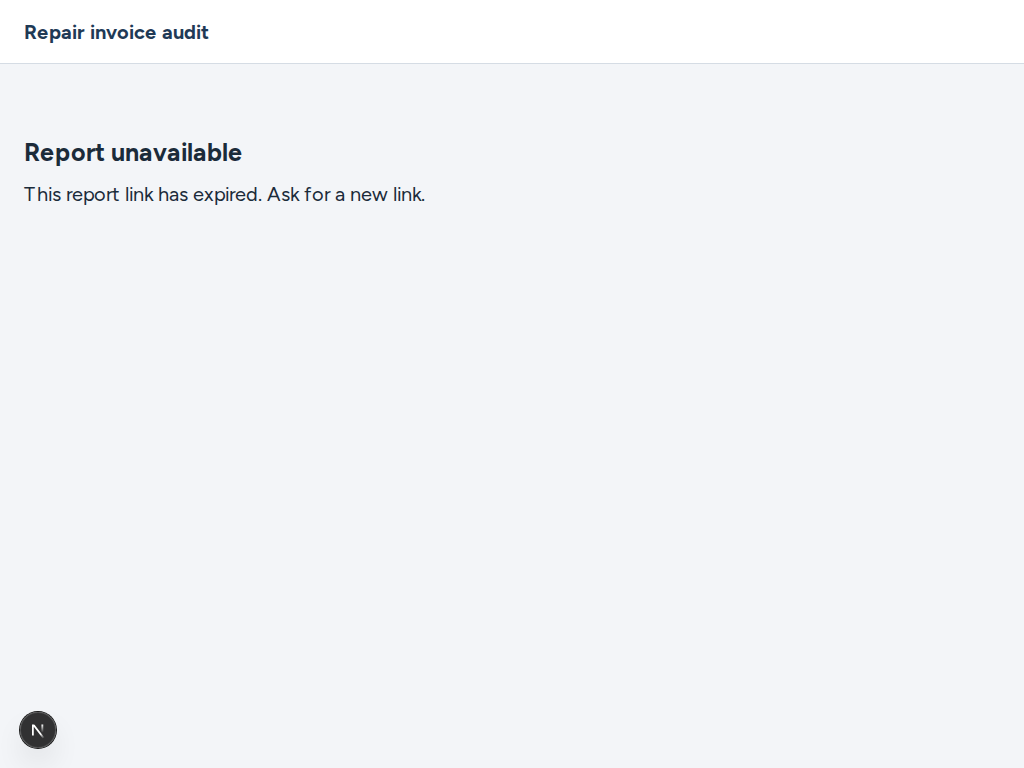 Repair invoice audit
Report unavailable
This report link has expired. Ask for a new link.
N